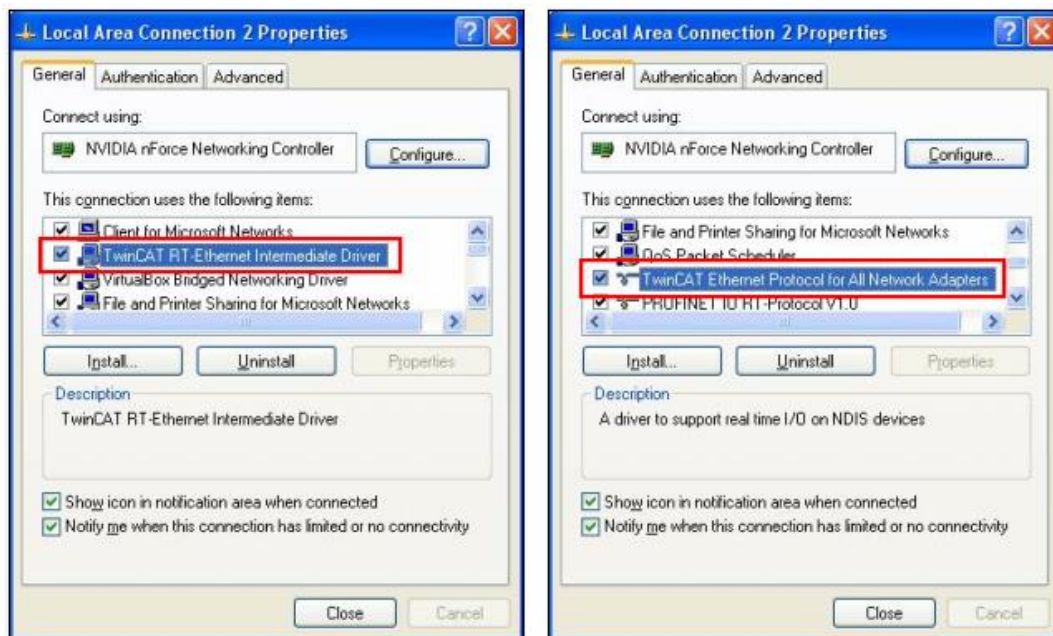 Local Area Connection 2 Properties
General Authentication Advanced
Connect using:
NVIDIA nForce Networking Controller
Configure...
This connection uses the following items:
Client for Microsoft Networks
TwinCAT RT-Ethernet Intermediate Driver
VirtualBox Bridged Networking Driver
File and Printer Sharing for Microsoft Networks
Install... Uninstall Properties
Description
TwinCAT RT-Ethernet Intermediate Driver
Show icon in notification area when connected
Notify me when this connection has limited or no connectivity
Close Cancel
Local Area Connection 2 Properties
General Authentication Advanced
Connect using:
NVIDIA nForce Networking Controller
Configure...
This connection uses the following items:
File and Printer Sharing for Microsoft Networks
QoS Packet Scheduler
TwinCAT Ethernet Protocol for All Network Adapters
PROFINET IO RT-Protocol V1.0
Install... Uninstall Properties
Description
A driver to support real time I/O on NDIS devices
Show icon in notification area when connected
Notify me when this connection has limited or no connectivity
Close Cancel